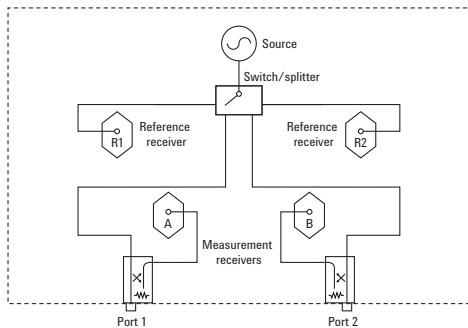 Source
Switch/splitter
Reference
receiver
R1
Reference
receiver
R2
A
B
Measurement
receivers
Port 1
Port 2